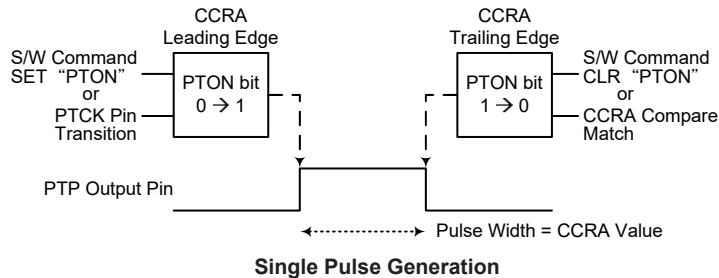 CCRA
Leading Edge
CCRA
Trailing Edge
S/W Command
SET “PTON”
or
PTCK Pin
Transition
PTON bit
0 → 1
PTON bit
1 → 0
S/W Command
CLR “PTON”
or
CCRA Compare
Match
PTP Output Pin
Pulse Width = CCRA Value
Single Pulse Generation